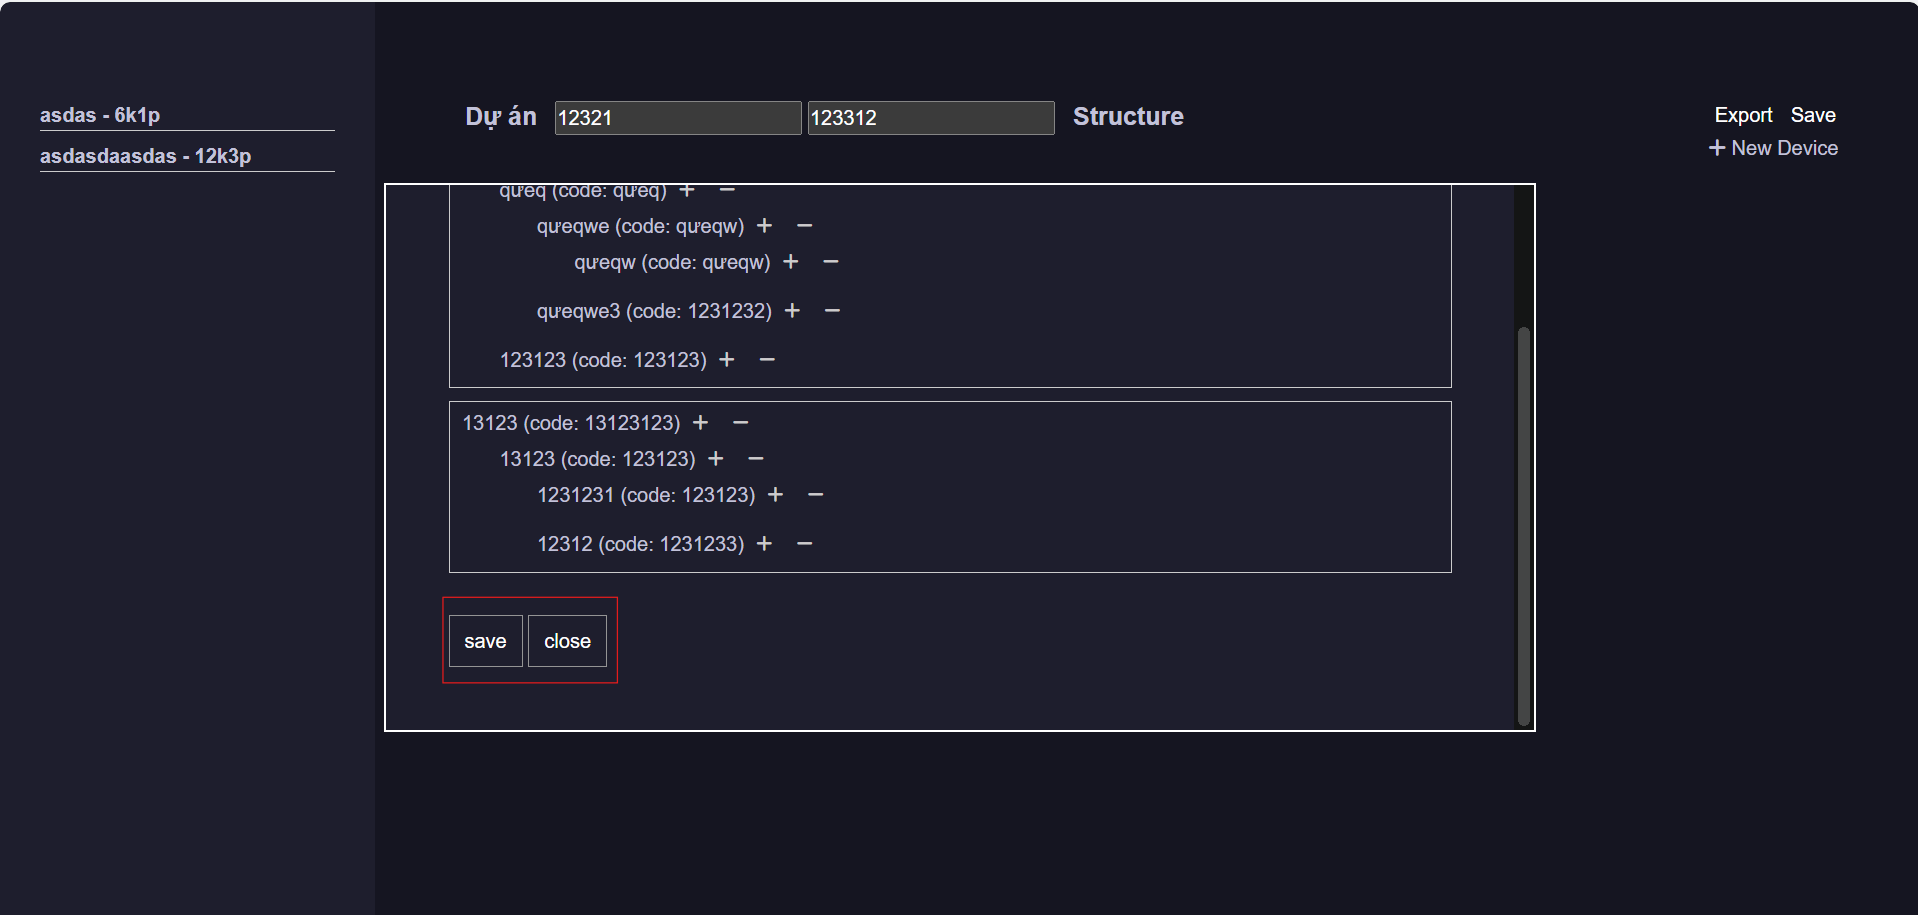 asdas - 6k1p
asdasdaasdas - 12k3p
Dự án 12321 123312 Structure
Export Save
+ New Device
qưeq (code: qưeq) + −
qưeqwe (code: qưeqw) + −
qưeqw (code: qưeqw) + −
qưeqwe3 (code: 1231232) + −
123123 (code: 123123) + −
13123 (code: 13123123) + −
13123 (code: 123123) + −
1231231 (code: 123123) + −
12312 (code: 1231233) + −
save close